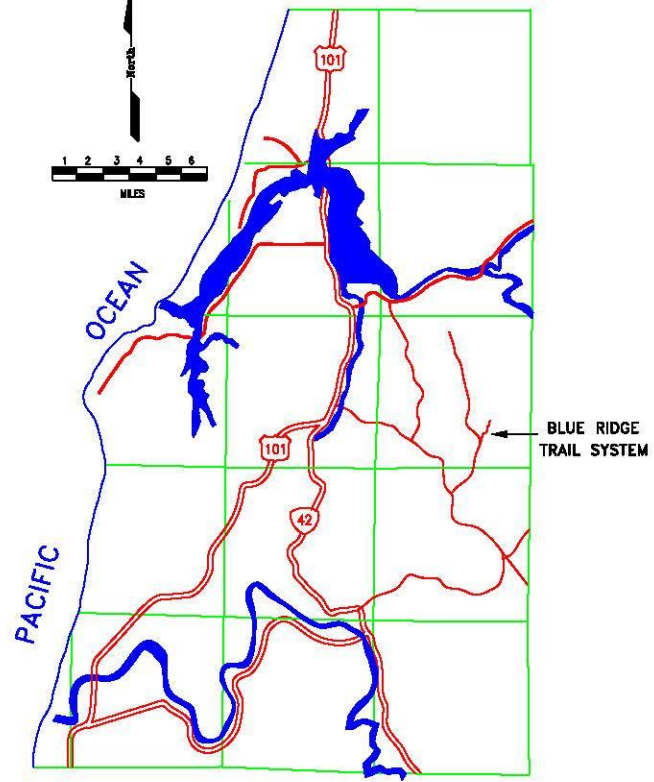 North
1 2 3 4 5 6
MILES
101
OCEAN
BLUE RIDGE
TRAIL SYSTEM
101
42
PACIFIC